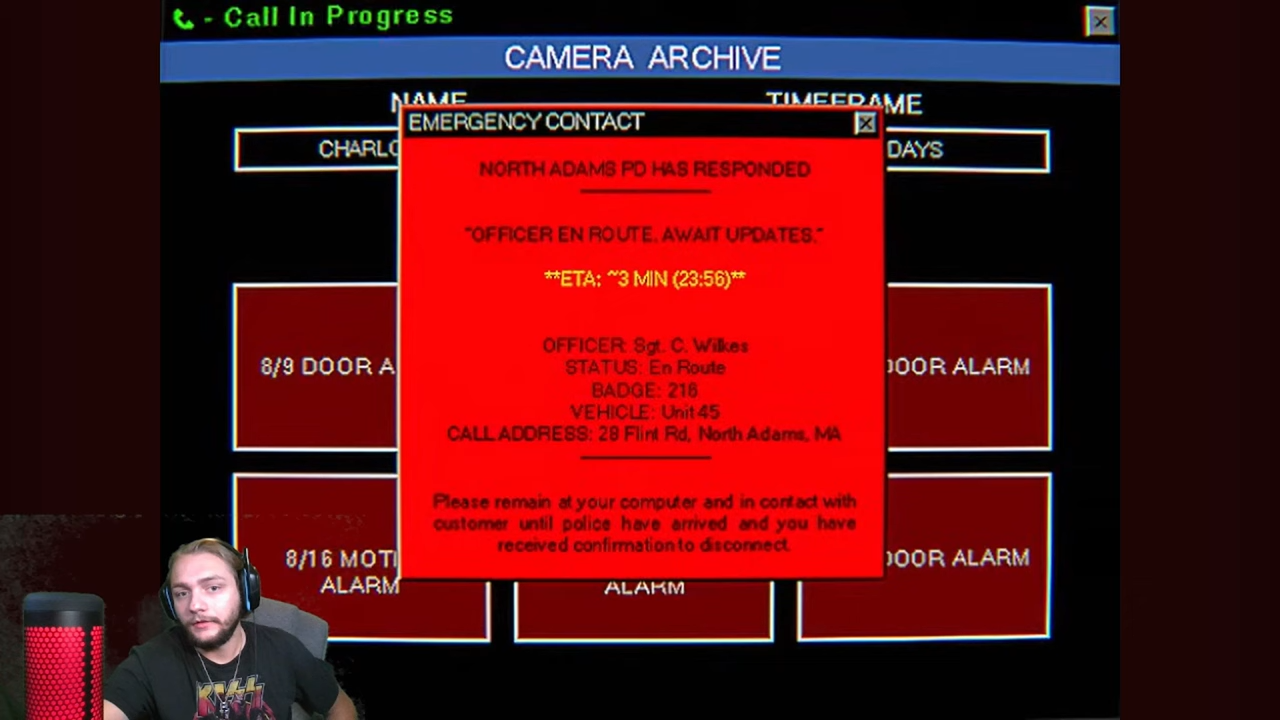 - Call In Progress
CAMERA ARCHIVE
NAME
TIMEFRAME
EMERGENCY CONTACT
CHARLO
DAYS
NORTH ADAMS PD HAS RESPONDED
"OFFICER EN ROUTE. AWAIT UPDATES."
**ETA: ~3 MIN (23:56)**
OFFICER: Sgt. C. Wilkes
STATUS: En Route
BADGE: 216
VEHICLE: Unit 45
CALL ADDRESS: 28 Flint Rd, North Adams, MA
8/9 DOOR A
DOOR ALARM
Please remain at your computer and in contact with
customer until police have arrived and you have
received confirmation to disconnect.
8/16 MOTI
ALARM
ALARM
DOOR ALARM
KISS